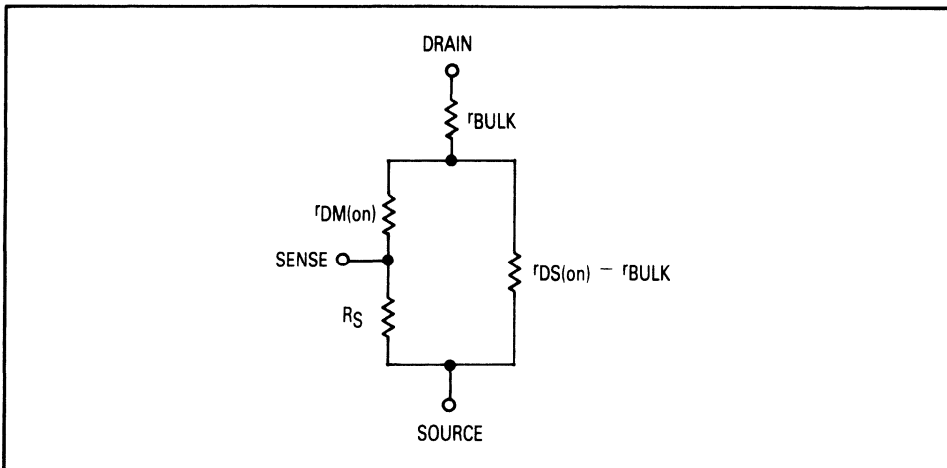 DRAIN
rBULK
rDM(on)
SENSE
rDS(on) – rBULK
RS
SOURCE